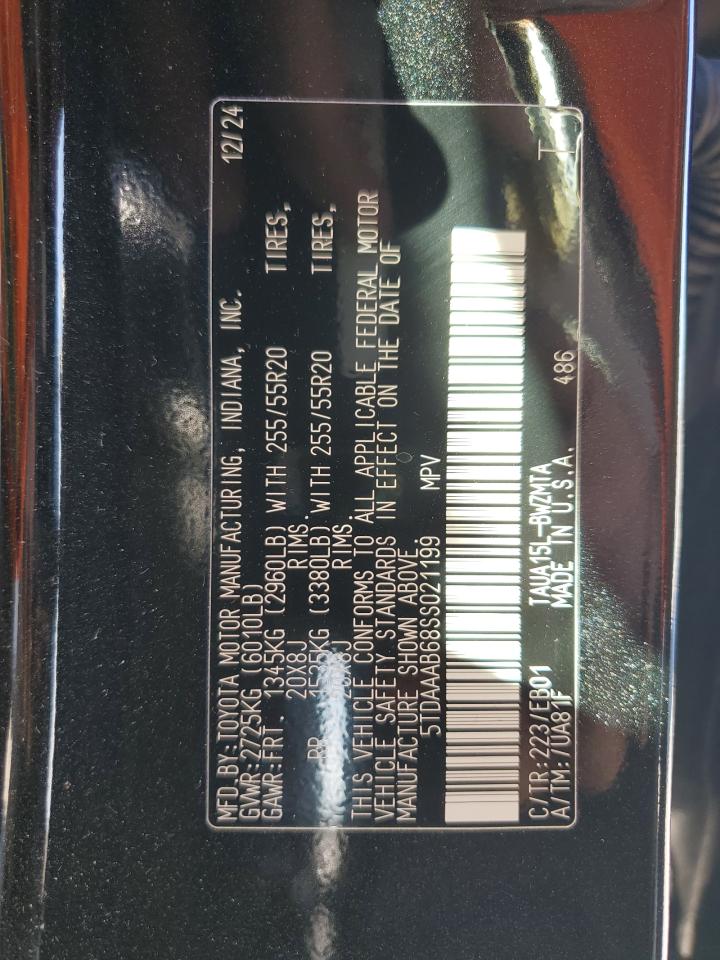 MFD.BY:TOYOTA MOTOR MANUFACTURING, INDIANA, INC. 12/24
GVWR:2725KG (6010LB)
GAWR:FRT. 1345KG (2960LB) WITH 255/55R20 TIRES,
20X8J RIMS.
RR. (3380LB) WITH 255/55R20 TIRES,
20X8J RIMS.
THIS VEHICLE CONFORMS TO ALL APPLICABLE FEDERAL MOTOR
VEHICLE SAFETY STANDARDS IN EFFECT ON THE DATE OF
MANUFACTURE SHOWN ABOVE.
5TDAAAB68SS021199 MPV
C/TR:223/EB01 TAUA15L-BWZMTA
A/TM:7UA81F MADE IN U.S.A. 486